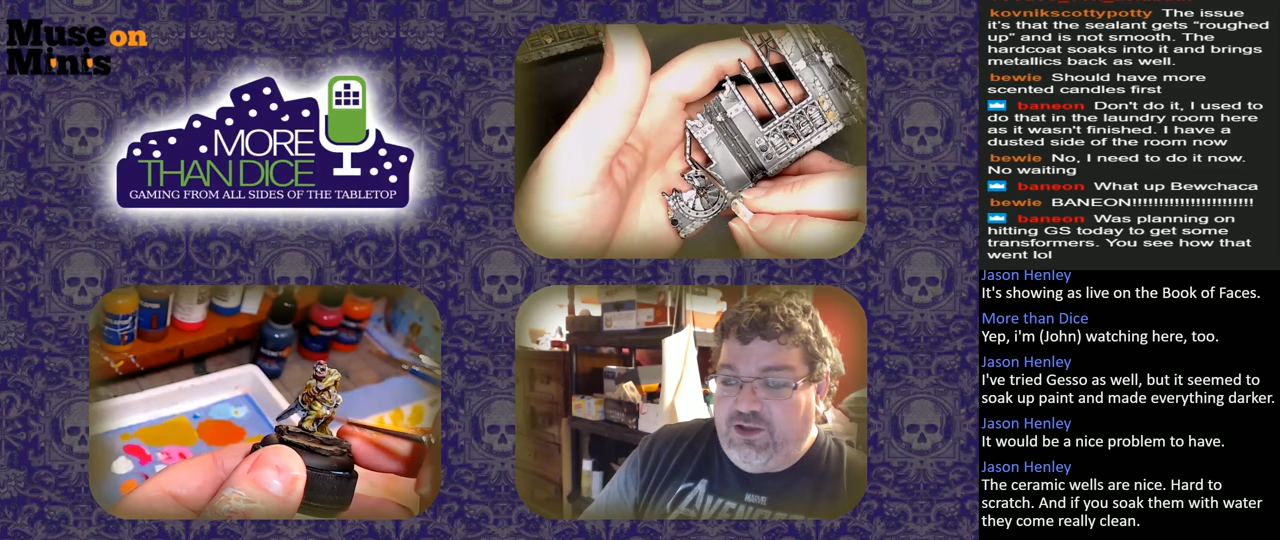 Muse on
Minis
MORE
THAN DICE
GAMING FROM ALL SIDES OF THE TABLETOP
MARVEL
AVENGERS
kovnikscottypotty The issue
it's that the sealant gets "roughed
up" and is not smooth. The
hardcoat soaks into it and brings
metallics back as well.
bewie Should have more
scented candles first
baneon Don't do it, I used to
do that in the laundry room here
as it wasn't finished. I have a
dusted side of the room now
bewie No, I need to do it now.
No waiting
baneon What up Bewchaca
bewie BANEON!!!!!!!!!!!!!!!!!!!!!!!!
baneon Was planning on
hitting GS today to get some
transformers. You see how that
went lol
Jason Henley
It's showing as live on the Book of Faces.
More than Dice
Yep, i'm (John) watching here, too.
Jason Henley
I've tried Gesso as well, but it seemed to
soak up paint and made everything darker.
Jason Henley
It would be a nice problem to have.
Jason Henley
The ceramic wells are nice. Hard to
scratch. And if you soak them with water
they come really clean.